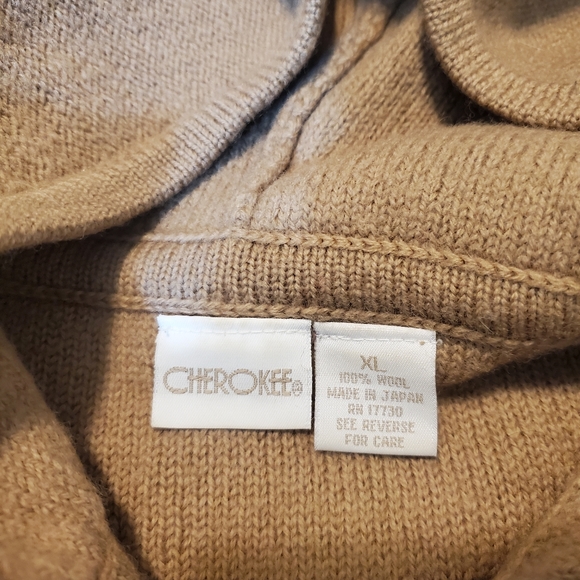 CHEROKEE®
XL
100% WOOL
MADE IN JAPAN
RN 17730
SEE REVERSE
FOR CARE